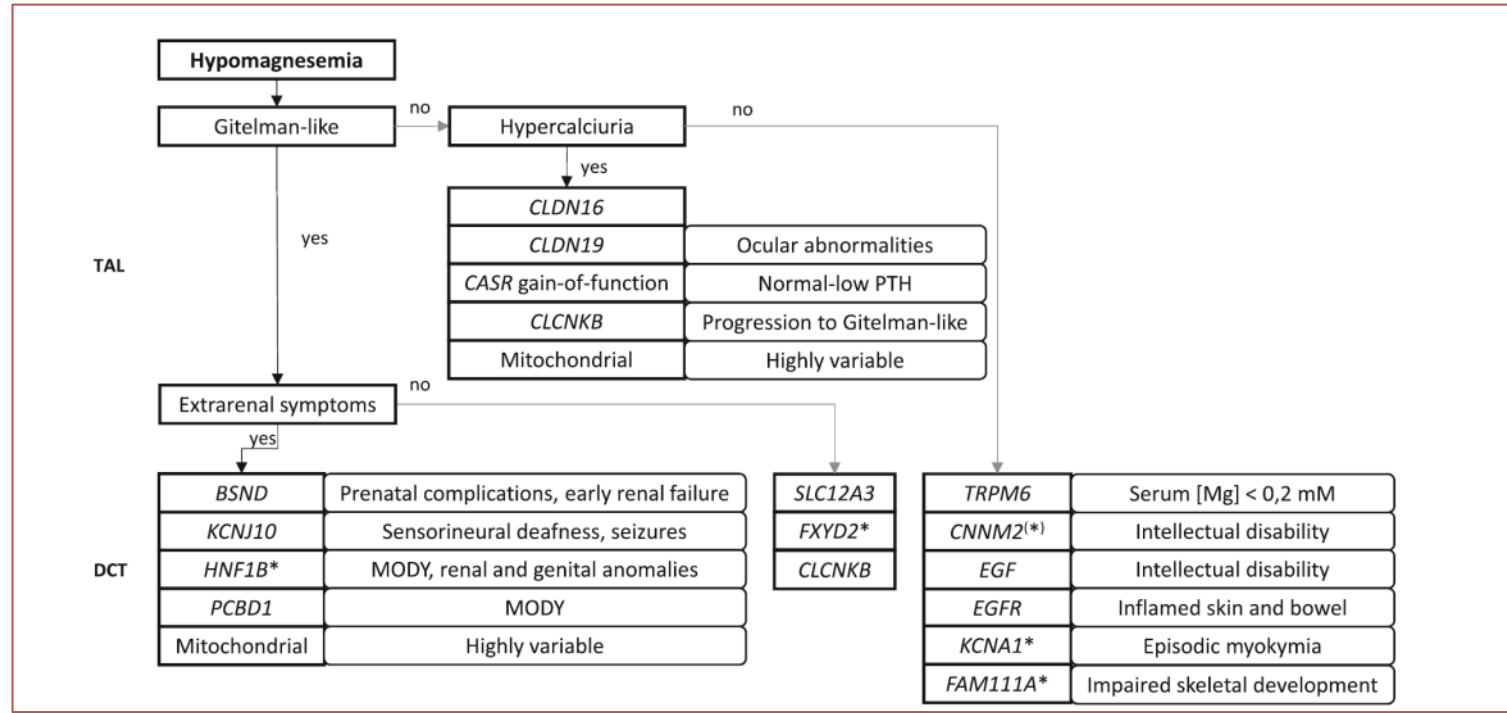 Hypomagnesemia
Gitelman-like
no
Hypercalciuria
no
yes
yes
TAL
CLDN16
CLDN19 Ocular abnormalities
CASR gain-of-function Normal-low PTH
CLCNKB Progression to Gitelman-like
Mitochondrial Highly variable
Extrarenal symptoms
no
yes
DCT
BSND Prenatal complications, early renal failure
KCNJ10 Sensorineural deafness, seizures
HNF1B* MODY, renal and genital anomalies
PCBD1 MODY
Mitochondrial Highly variable
SLC12A3
FXYD2*
CLCNKB
TRPM6 Serum [Mg] < 0,2 mM
CNNM2(*) Intellectual disability
EGF Intellectual disability
EGFR Inflamed skin and bowel
KCNA1* Episodic myokymia
FAM111A* Impaired skeletal development